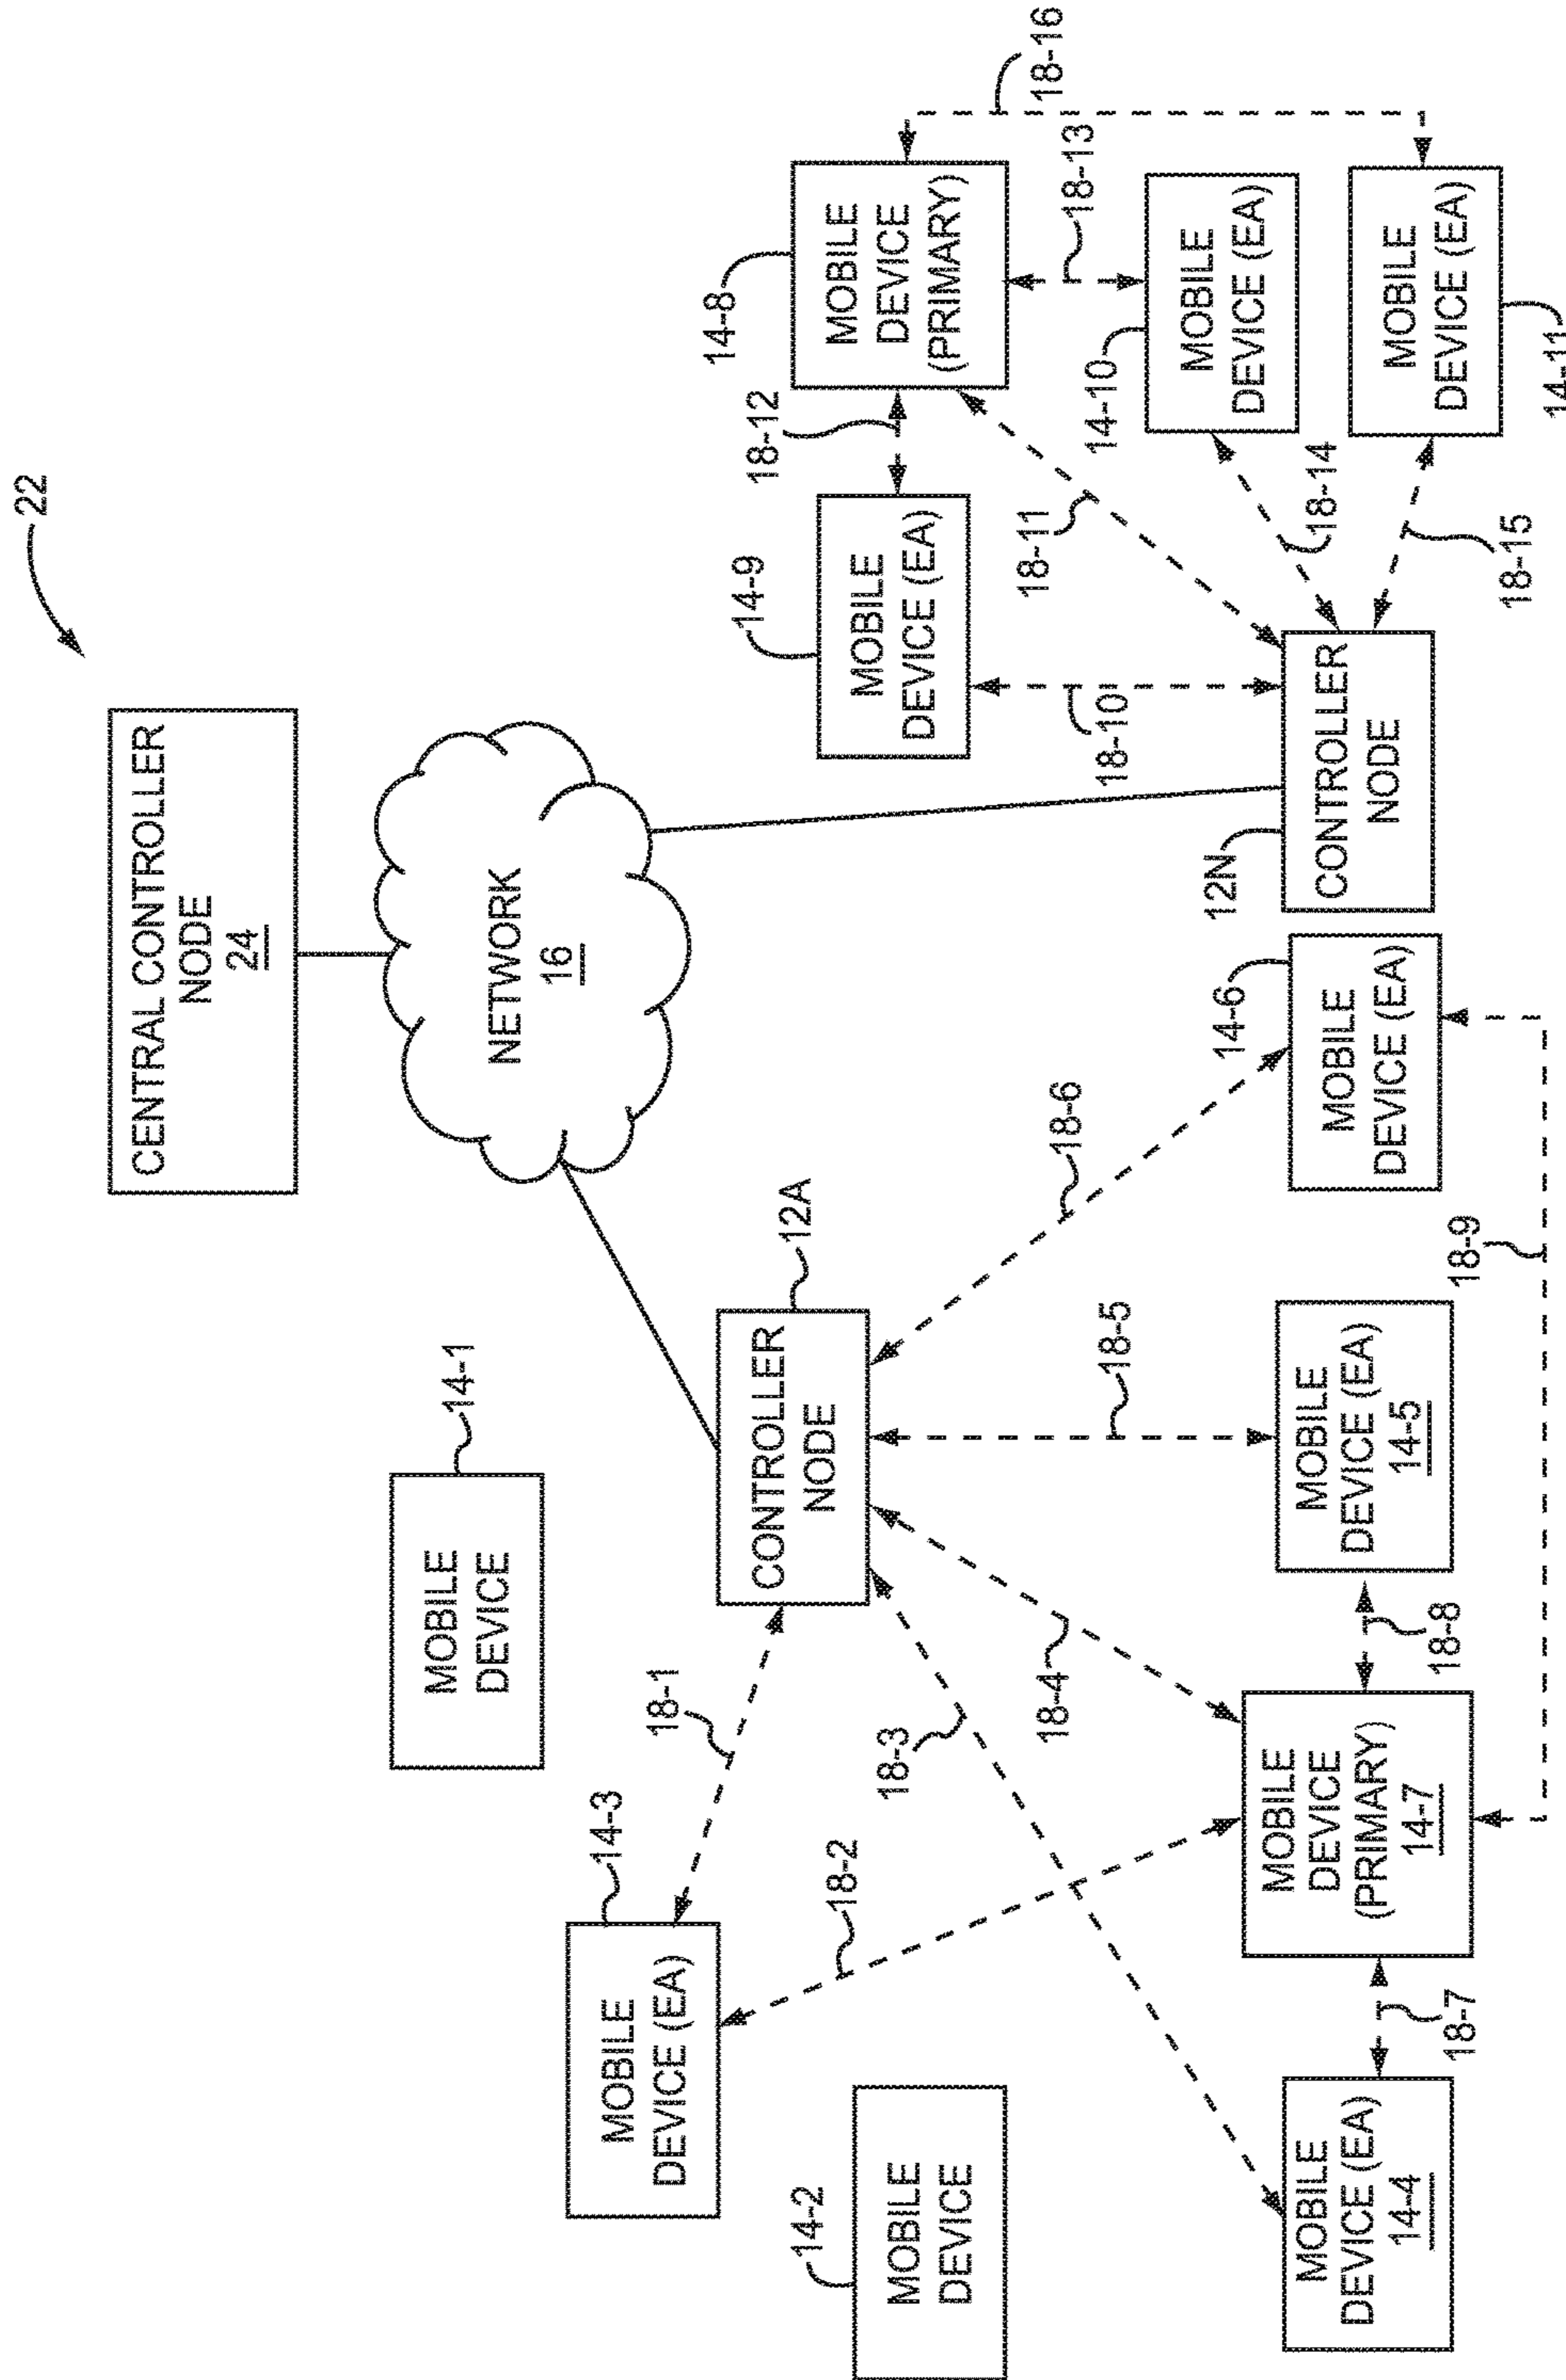 22
CENTRAL CONTROLLER
NODE
24
NETWORK
16
14-1
MOBILE
DEVICE
14-3
MOBILE
DEVICE (EA)
18-1
CONTROLLER
NODE
12A
14-2
MOBILE
DEVICE
18-2
18-3
18-4
18-5
18-6
MOBILE
DEVICE (EA)
14-4
18-7
MOBILE
DEVICE
(PRIMARY)
14-7
18-8
MOBILE
DEVICE (EA)
14-5
14-6
MOBILE
DEVICE (EA)
18-9
14-9
MOBILE
DEVICE (EA)
18-12
14-8
MOBILE
DEVICE
(PRIMARY)
18-10
18-11
18-13
14-10
MOBILE
DEVICE (EA)
18-16
12N
CONTROLLER
NODE
18-14
18-15
MOBILE
DEVICE (EA)
14-11